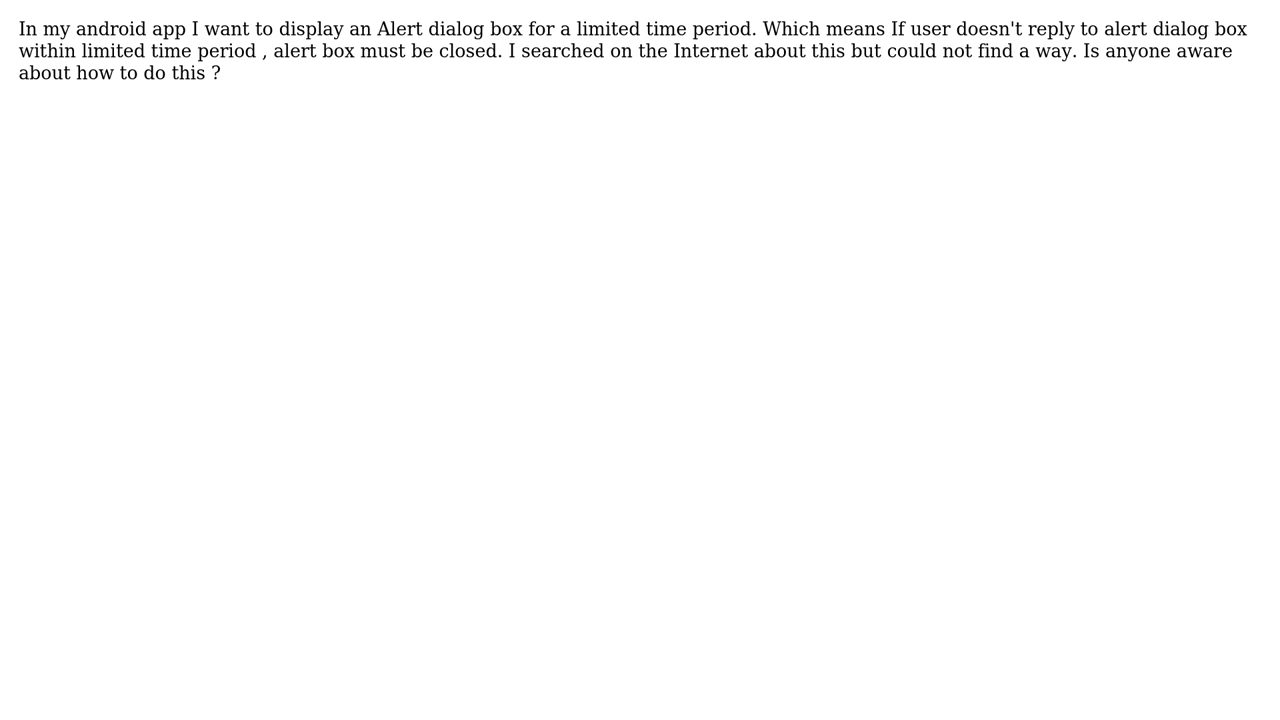 In my android app I want to display an Alert dialog box for a limited time period. Which means If user doesn't reply to alert dialog box
within limited time period , alert box must be closed. I searched on the Internet about this but could not find a way. Is anyone aware
about how to do this ?